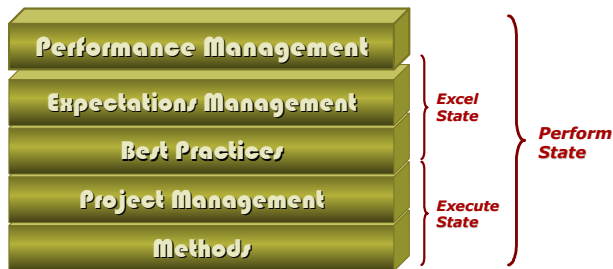 Performance Management
Expectations Management
Best Practices
Project Management
Methods
Excel
State
Execute
State
Perform
State